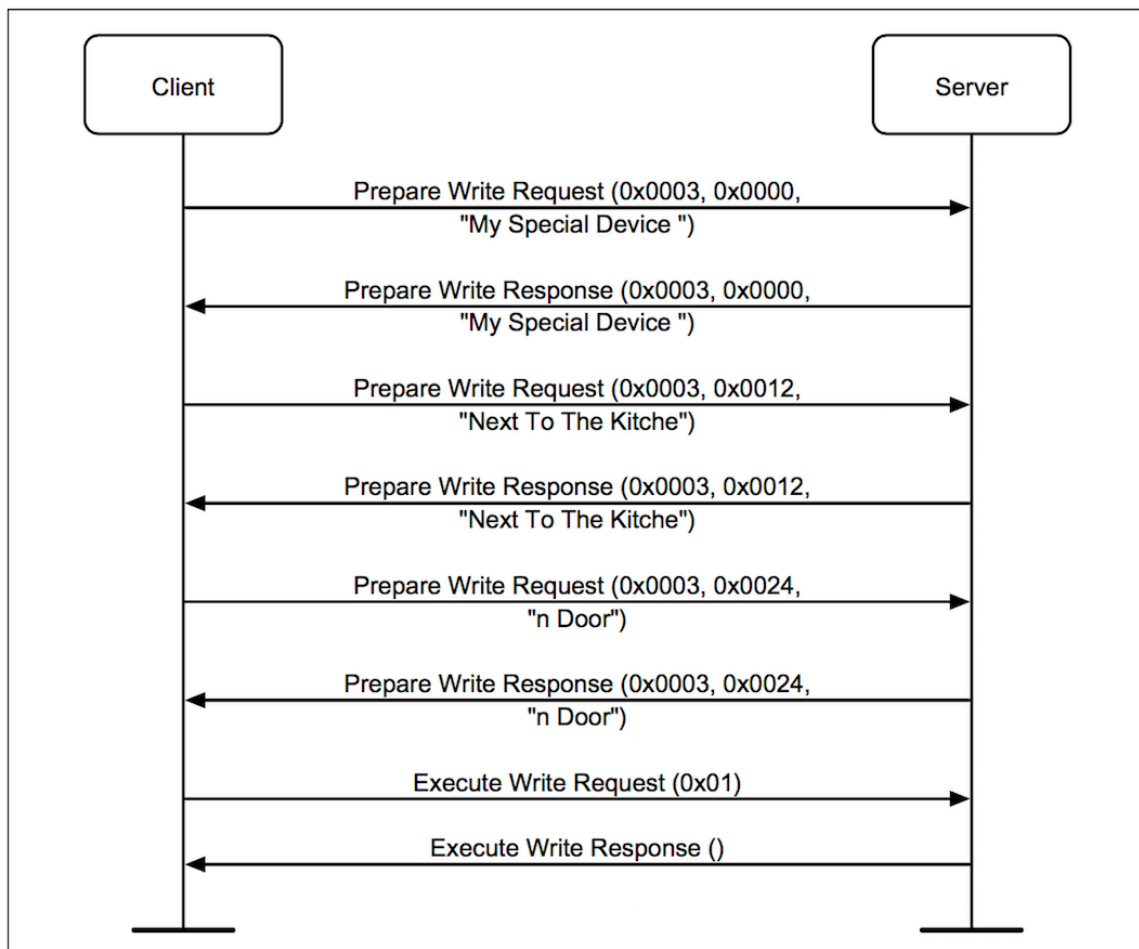 Client
Server
Prepare Write Request (0x0003, 0x0000,
"My Special Device ")
Prepare Write Response (0x0003, 0x0000,
"My Special Device ")
Prepare Write Request (0x0003, 0x0012,
"Next To The Kitche")
Prepare Write Response (0x0003, 0x0012,
"Next To The Kitche")
Prepare Write Request (0x0003, 0x0024,
"n Door")
Prepare Write Response (0x0003, 0x0024,
"n Door")
Execute Write Request (0x01)
Execute Write Response ()